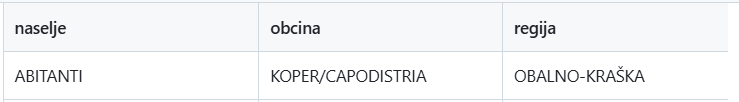 naselje obcina regija
ABITANTI KOPER/CAPODISTRIA OBALNO-KRAŠKA